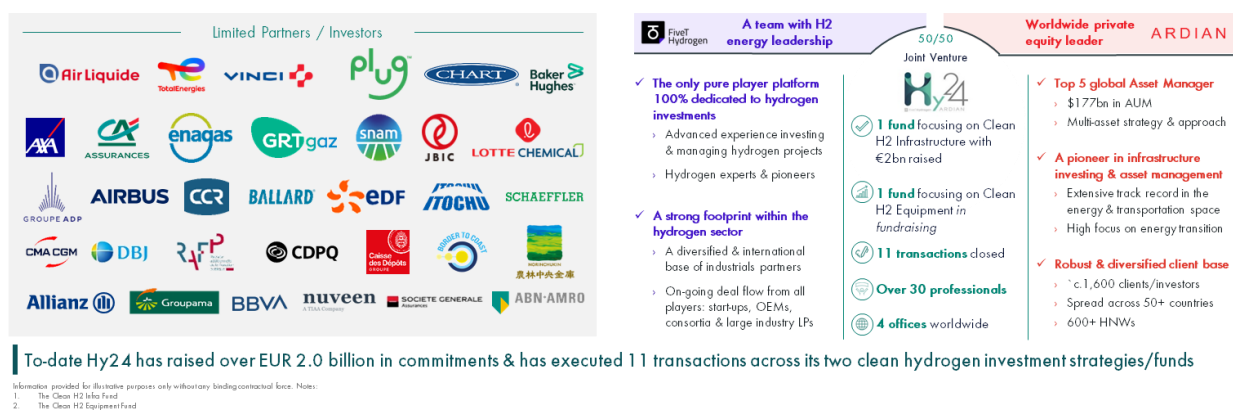 Limited Partners / Investors
Air Liquide
TotalEnergies
VINCI
plug
CHART
Baker Hughes
AXA
CA
ASSURANCES
enagas
GRTgaz
snam
JBIC
LOTTE CHEMICAL
GROUPE ADP
AIRBUS
CCR
BALLARD
eDF
ITOCHU
SCHAEFFLER
CMA CGM
DBJ
RAFP
CDPQ
Caisse
des Dépôts
GROUPE
BORDER TO COAST
農林中央金庫
Allianz
Groupama
BBVA
nuveen
A TIAA Company
SOCIETE GENERALE
Assurances
ABN·AMRO
FiveT
Hydrogen
A team with H2
energy leadership
50/50
Joint Venture
Worldwide private
equity leader
ARDIAN
✓ The only pure player platform
100% dedicated to hydrogen
investments
› Advanced experience investing
& managing hydrogen projects
› Hydrogen experts & pioneers
✓ A strong footprint within the
hydrogen sector
› A diversified & international
base of industrials partners
› On-going deal flow from all
players: start-ups, OEMs,
consortia & large industry LPs
Hy24
ARDIAN
1 fund focusing on Clean
H2 Infrastructure with
€2bn raised
1 fund focusing on Clean
H2 Equipment in
fundraising
11 transactions closed
Over 30 professionals
4 offices worldwide
✓ Top 5 global Asset Manager
› $177bn in AUM
› Multi-asset strategy & approach
✓ A pioneer in infrastructure
investing & asset management
› Extensive track record in the
energy & transportation space
› High focus on energy transition
✓ Robust & diversified client base
› `c.1,600 clients/investors
› Spread across 50+ countries
› 600+ HNWs
To-date Hy24 has raised over EUR 2.0 billion in commitments & has executed 11 transactions across its two clean hydrogen investment strategies/funds
Information provided for illustrative purposes only without any binding contractual force. Notes:
1. The Clean H2 Infra Fund
2. The Clean H2 Equipment Fund